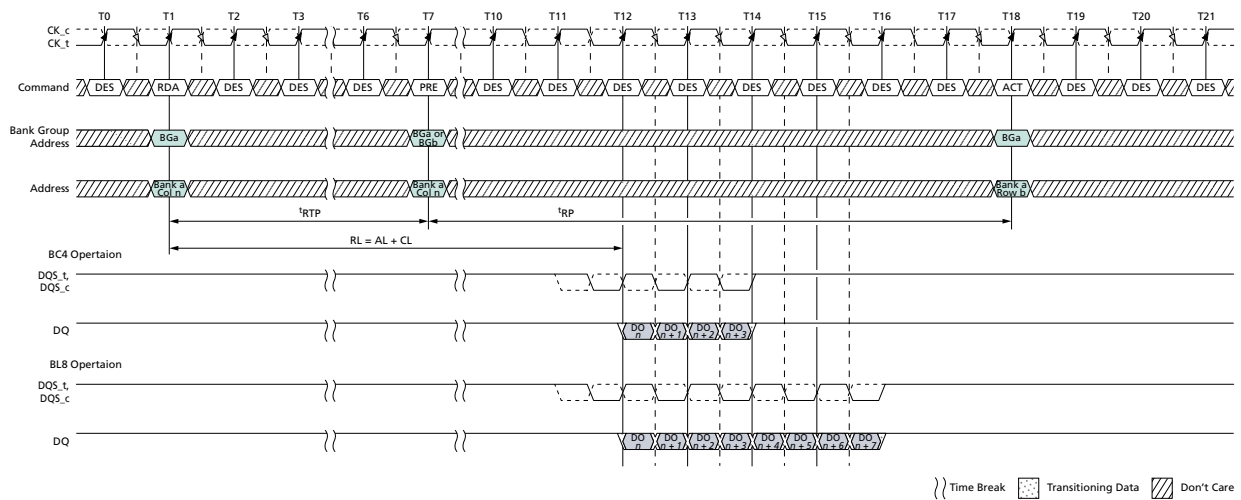 T0 T1 T2 T3 T6 T7 T10 T11 T12 T13 T14 T15 T16 T17 T18 T19 T20 T21
CK_c
CK_t
Command DES RDA DES DES DES PRE DES DES DES DES DES DES DES DES ACT DES DES DES
Bank Group
Address
BGa
BGa or
BGb
BGa
Address
Bank a
Col n
Bank a
Col n
Bank a
Row b
tRTP tRP
RL = AL + CL
BC4 Opertaion
DQS_t,
DQS_c
DQ
DO
n
DO
n + 1
DO
n + 2
DO
n + 3
BL8 Opertaion
DQS_t,
DQS_c
DQ
DO
n
DO
n + 1
DO
n + 2
DO
n + 3
DO
n + 4
DO
n + 5
DO
n + 6
DO
n + 7
Time Break Transitioning Data Don't Care